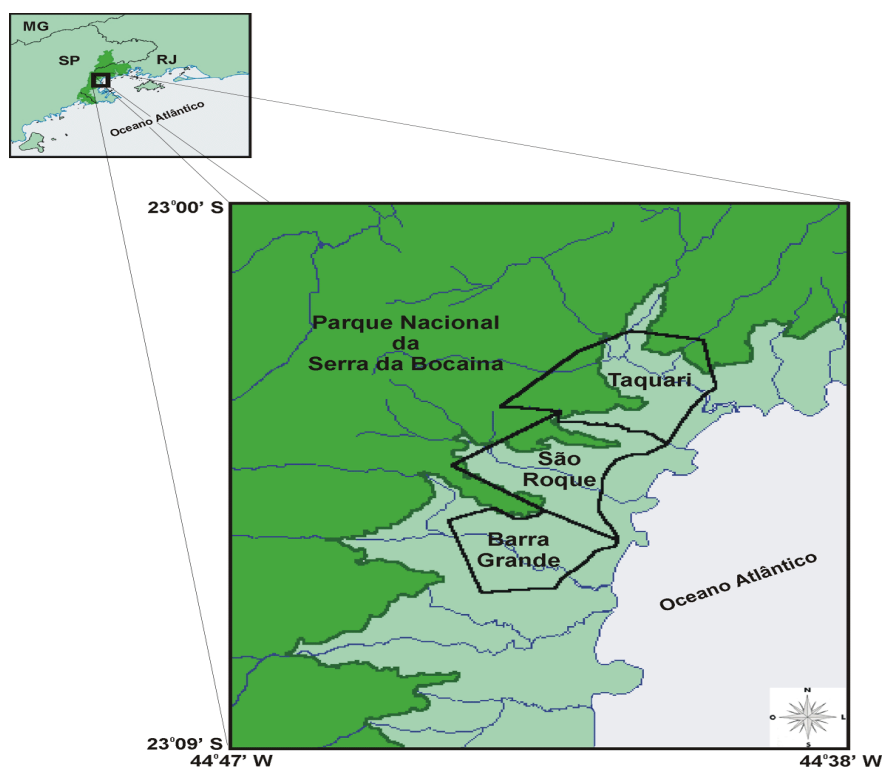 MG
SP
RJ
Oceano Atlântico
23°00' S
Parque Nacional
da
Serra da Bocaina
Taquari
São
Roque
Barra
Grande
Oceano Atlântico
N
O
L
S
23°09' S
44°47' W
44°38' W